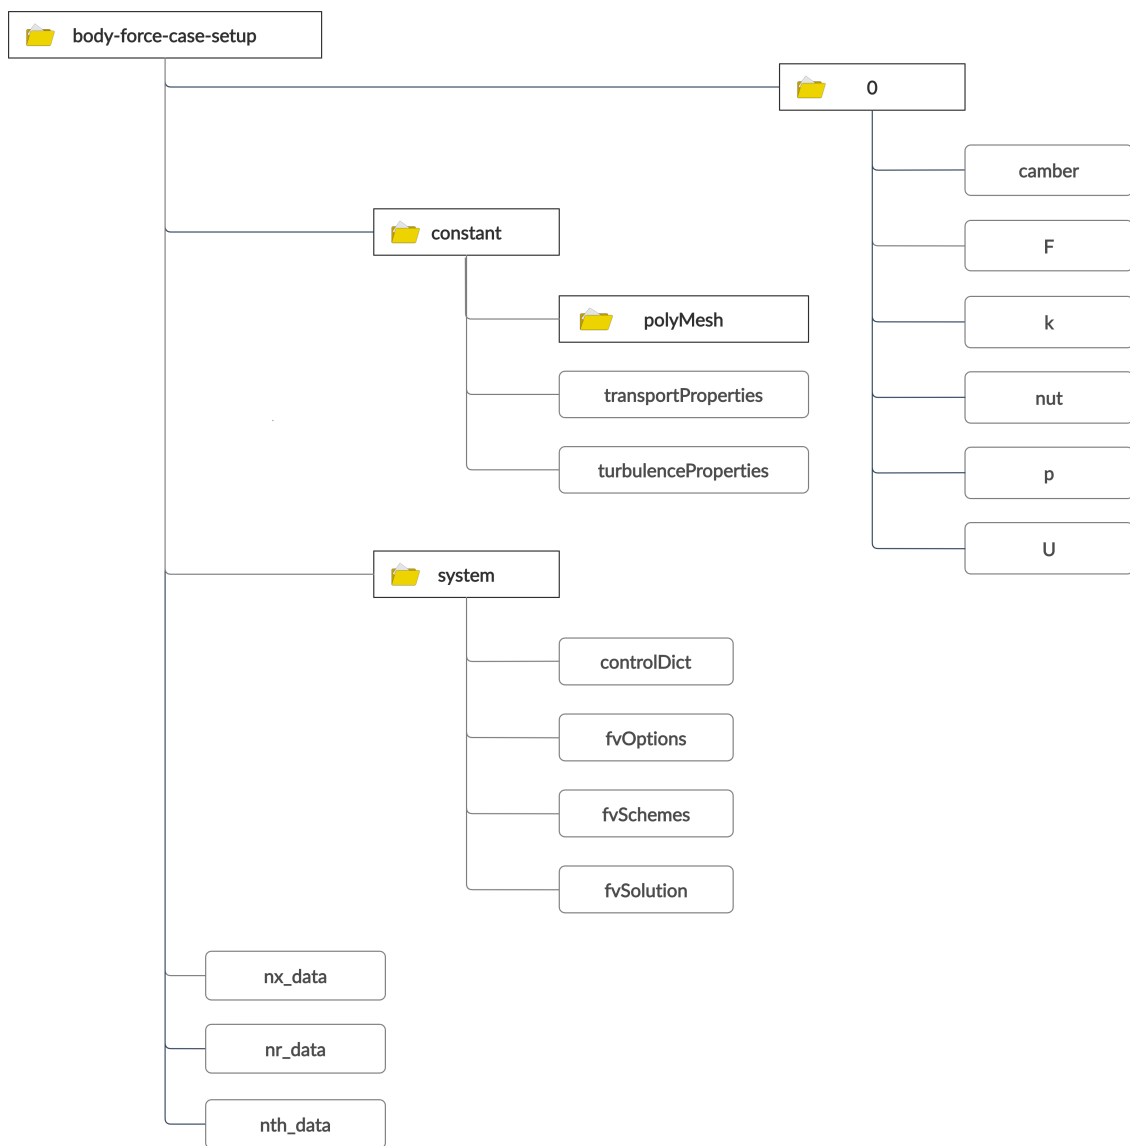 body-force-case-setup
0
camber
F
k
nut
p
U
constant
polyMesh
transportProperties
turbulenceProperties
system
controlDict
fvOptions
fvSchemes
fvSolution
nx_data
nr_data
nth_data